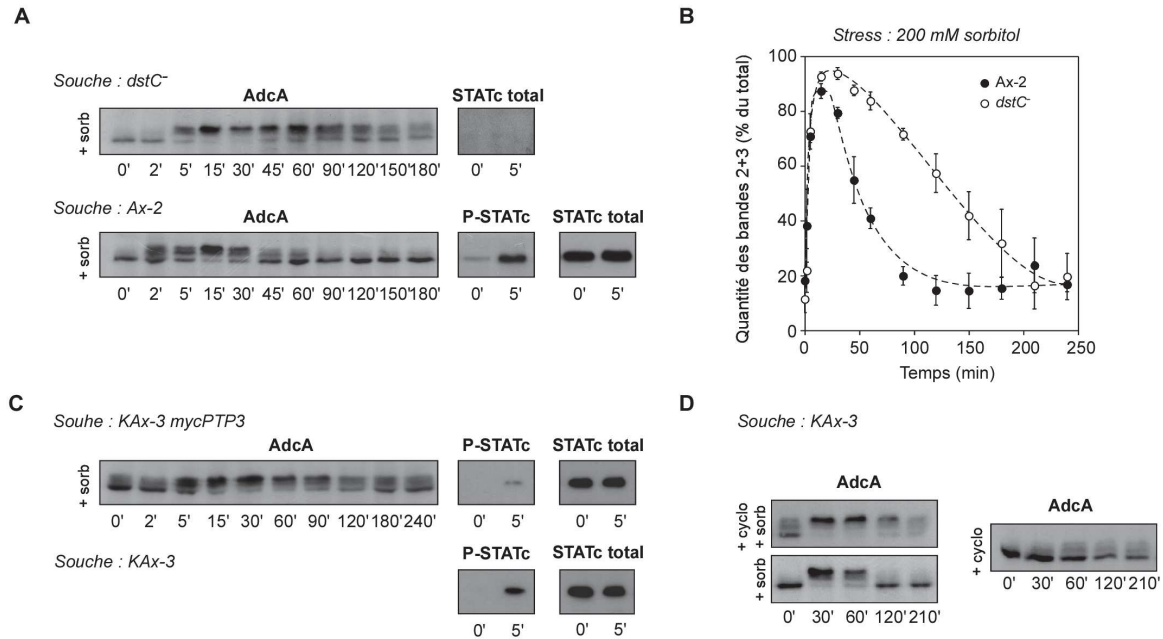 A
Souche : dstC⁻
AdcA
STATc total
+ sorb
0' 2' 5' 15' 30' 45' 60' 90' 120' 150' 180'
0' 5'
Souche : Ax-2
AdcA
P-STATc
STATc total
+ sorb
0' 2' 5' 15' 30' 45' 60' 90' 120' 150' 180'
0' 5'
0' 5'
B
Stress : 200 mM sorbitol
Quantité des bandes 2+3 (% du total)
100
80
60
40
20
0
Ax-2
dstC⁻
0 50 100 150 200 250
Temps (min)
C
Souhe : KAx-3 mycPTP3
AdcA
P-STATc
STATc total
+ sorb
0' 2' 5' 15' 30' 60' 90' 120' 180' 240'
0' 5'
0' 5'
Souche : KAx-3
P-STATc
STATc total
0' 5'
0' 5'
D
Souche : KAx-3
AdcA
+ cyclo
+ sorb
+ sorb
0' 30' 60' 120' 210'
AdcA
+ cyclo
0' 30' 60' 120' 210'